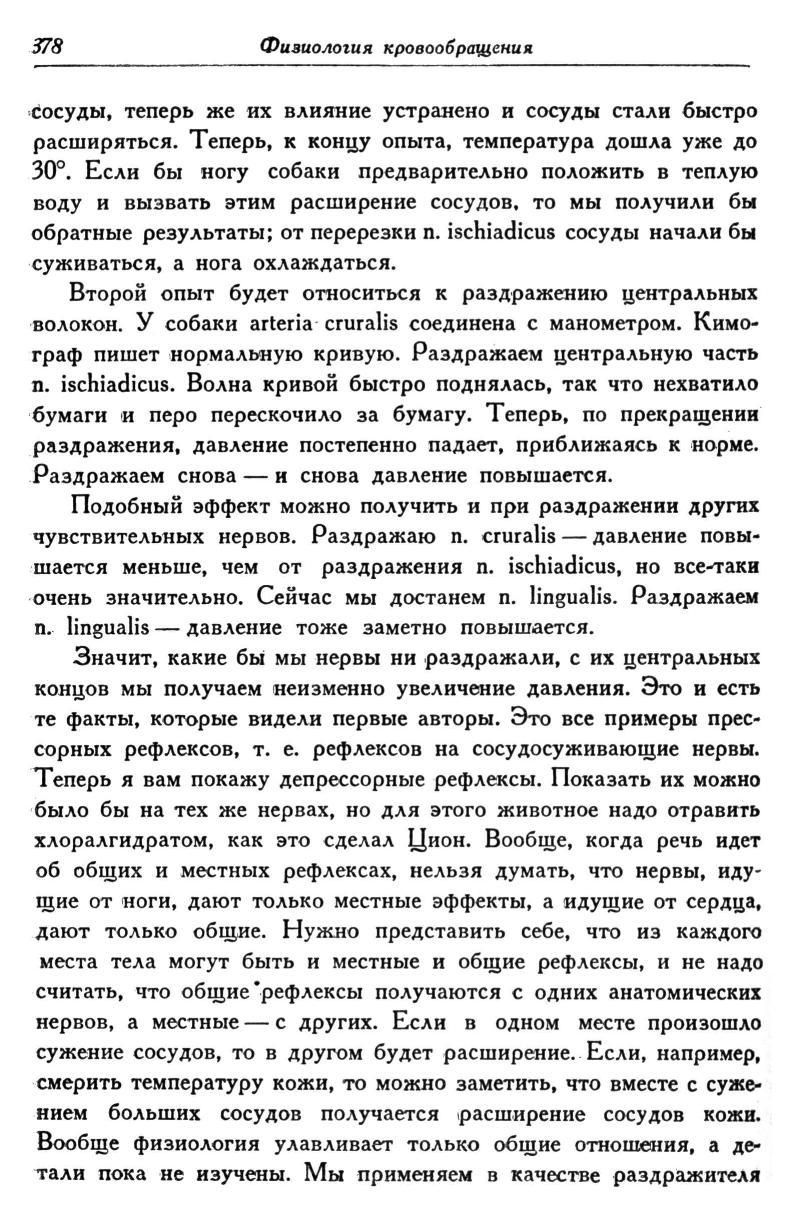 378 Физиология кровообращения
сосуды, теперь же их влияние устранено и сосуды стали быстро
расширяться. Теперь, к концу опыта, температура дошла уже до
30°. Если бы ногу собаки предварительно положить в теплую
воду и вызвать этим расширение сосудов, то мы получили бы
обратные результаты; от перерезки n. ischiadicus сосуды начали бы
суживаться, а нога охлаждаться.
Второй опыт будет относиться к раздражению центральных
волокон. У собаки arteria cruralis соединена с манометром. Кимо-
граф пишет нормальную кривую. Раздражаем центральную часть
n. ischiadicus. Волна кривой быстро поднялась, так что нехватило
бумаги и перо перескочило за бумагу. Теперь, по прекращении
раздражения, давление постепенно падает, приближаясь к норме.
Раздражаем снова — и снова давление повышается.
Подобный эффект можно получить и при раздражении других
чувствительных нервов. Раздражаю n. cruralis — давление повы-
шается меньше, чем от раздражения n. ischiadicus, но все-таки
очень значительно. Сейчас мы достанем n. lingualis. Раздражаем
n. lingualis — давление тоже заметно повышается.
Значит, какие бы мы нервы ни раздражали, с их центральных
концов мы получаем неизменно увеличение давления. Это и есть
те факты, которые видели первые авторы. Это все примеры прес-
сорных рефлексов, т. е. рефлексов на сосудосуживающие нервы.
Теперь я вам покажу депрессорные рефлексы. Показать их можно
было бы на тех же нервах, но для этого животное надо отравить
хлоралгидратом, как это сделал Цион. Вообще, когда речь идет
об общих и местных рефлексах, нельзя думать, что нервы, иду-
щие от ноги, дают только местные эффекты, а идущие от сердца,
дают только общие. Нужно представить себе, что из каждого
места тела могут быть и местные и общие рефлексы, и не надо
считать, что общие рефлексы получаются с одних анатомических
нервов, а местные — с других. Если в одном месте произошло
сужение сосудов, то в другом будет расширение. Если, например,
смерить температуру кожи, то можно заметить, что вместе с суже-
нием больших сосудов получается расширение сосудов кожи.
Вообще физиология улавливает только общие отношения, а де-
тали пока не изучены. Мы применяем в качестве раздражителя